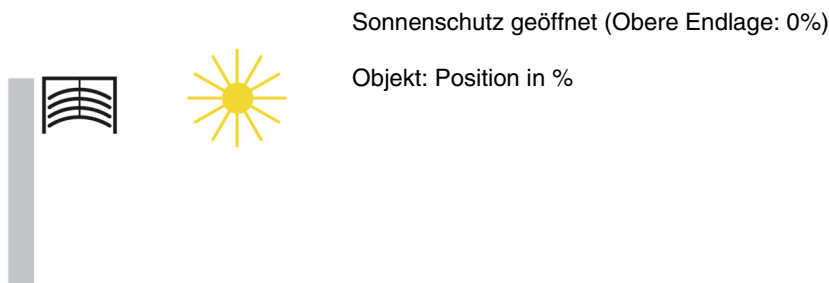 Sonnenschutz geöffnet (Obere Endlage: 0%)
Objekt: Position in %